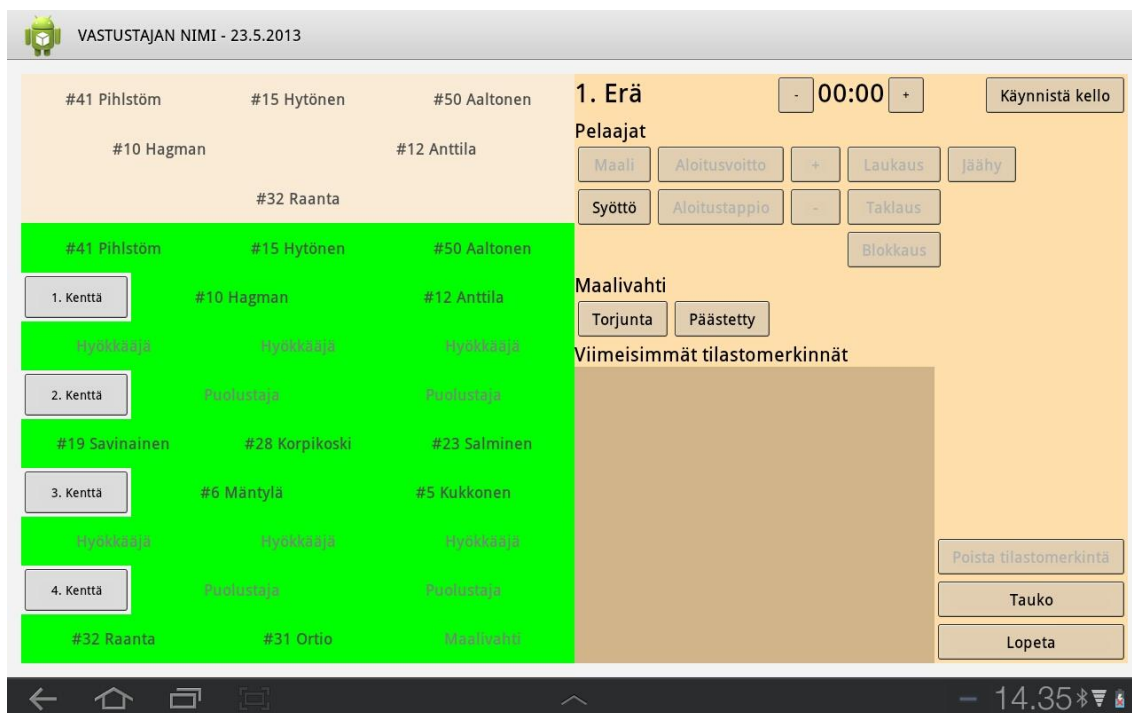 VASTUSTAJAN NIMI - 23.5.2013
#41 Pihlstöm #15 Hytönen #50 Aaltonen
#10 Hagman #12 Anttila
#32 Raanta
#41 Pihlstöm #15 Hytönen #50 Aaltonen
1. Kenttä #10 Hagman #12 Anttila
Hyökkääjä Hyökkääjä Hyökkääjä
2. Kenttä Puolustaja Puolustaja
#19 Savinainen #28 Korpikoski #23 Salminen
3. Kenttä #6 Mäntylä #5 Kukkonen
Hyökkääjä Hyökkääjä Hyökkääjä
4. Kenttä Puolustaja Puolustaja
#32 Raanta #31 Ortio Maalivahti
1. Erä - 00:00 + Käynnistä kello
Pelaajat
Maali Aloitusvoitto + Laukaus Jäähy
Syöttö Aloitustappio - Taklaus
Blokkaus
Maalivahti
Torjunta Päästetty
Viimeisimmät tilastomerkinnät
Poista tilastomerkintä
Tauko
Lopeta
14.35